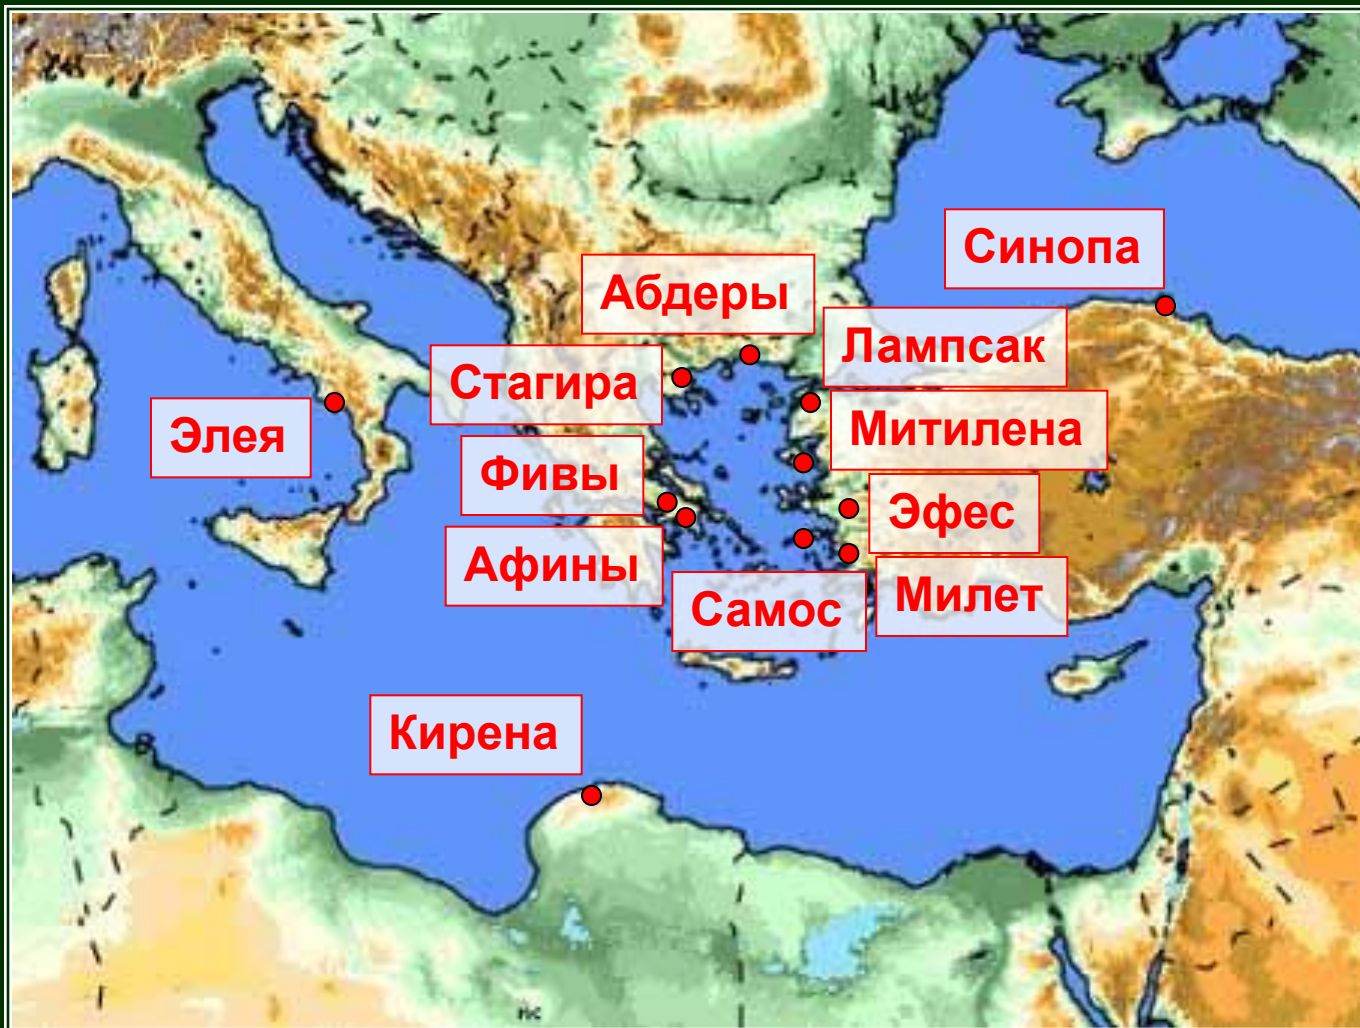 Синопа
Абдеры
Лампсак
Стагира
Митилена
Элея
Фивы
Эфес
Афины
Милет
Самос
Кирена